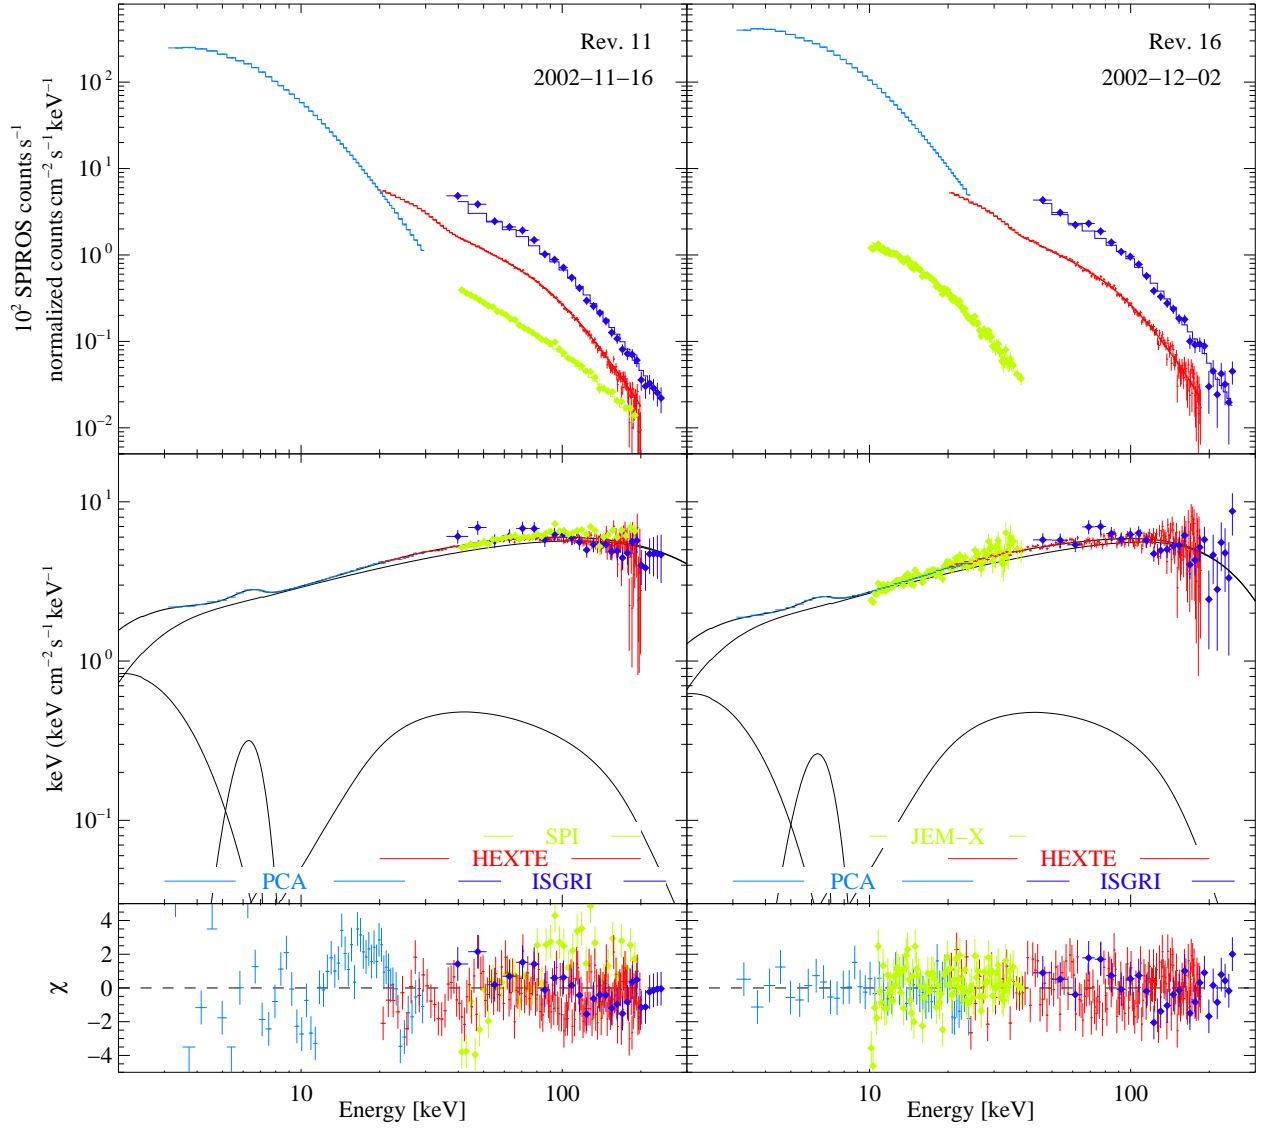 10² SPIROS counts s⁻¹
normalized counts cm⁻² s⁻¹ keV⁻¹
10²
10¹
10⁰
10⁻¹
10⁻²
Rev. 11
2002−11−16
Rev. 16
2002−12−02
keV (keV cm⁻² s⁻¹ keV⁻¹
10¹
10⁰
10⁻¹
SPI
HEXTE
PCA
ISGRI
JEM−X
HEXTE
PCA
ISGRI
χ
4
2
0
−2
−4
10
100
10
100
Energy [keV]
Energy [keV]